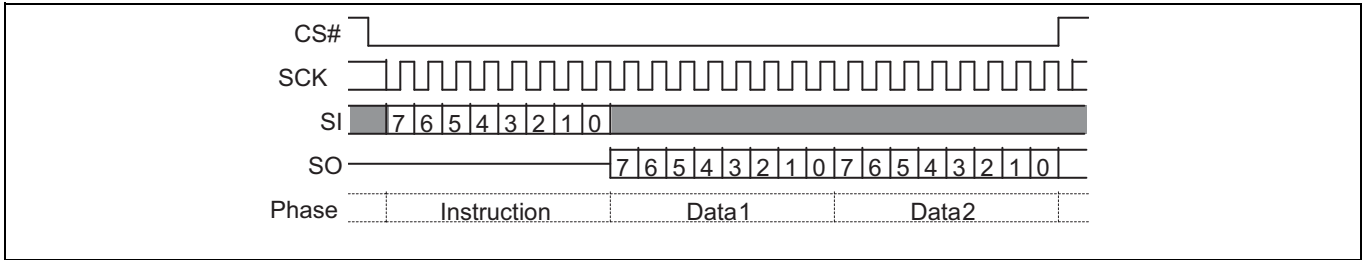 CS#
SCK
SI 7 6 5 4 3 2 1 0
SO 7 6 5 4 3 2 1 0 7 6 5 4 3 2 1 0
Phase Instruction Data1 Data2